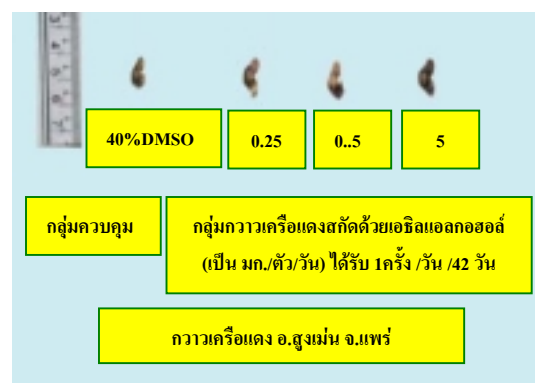 40%DMSO 0.25 0..5 5
กลุ่มควบคุม
กลุ่มกวาวเครือแดงสกัดด้วยเอธิลแอลกอฮอล์
(เป็น มก./ตัว/วัน) ได้รับ 1ครั้ง /วัน /42 วัน
กวาวเครือแดง อ.สูงเม่น จ.แพร่